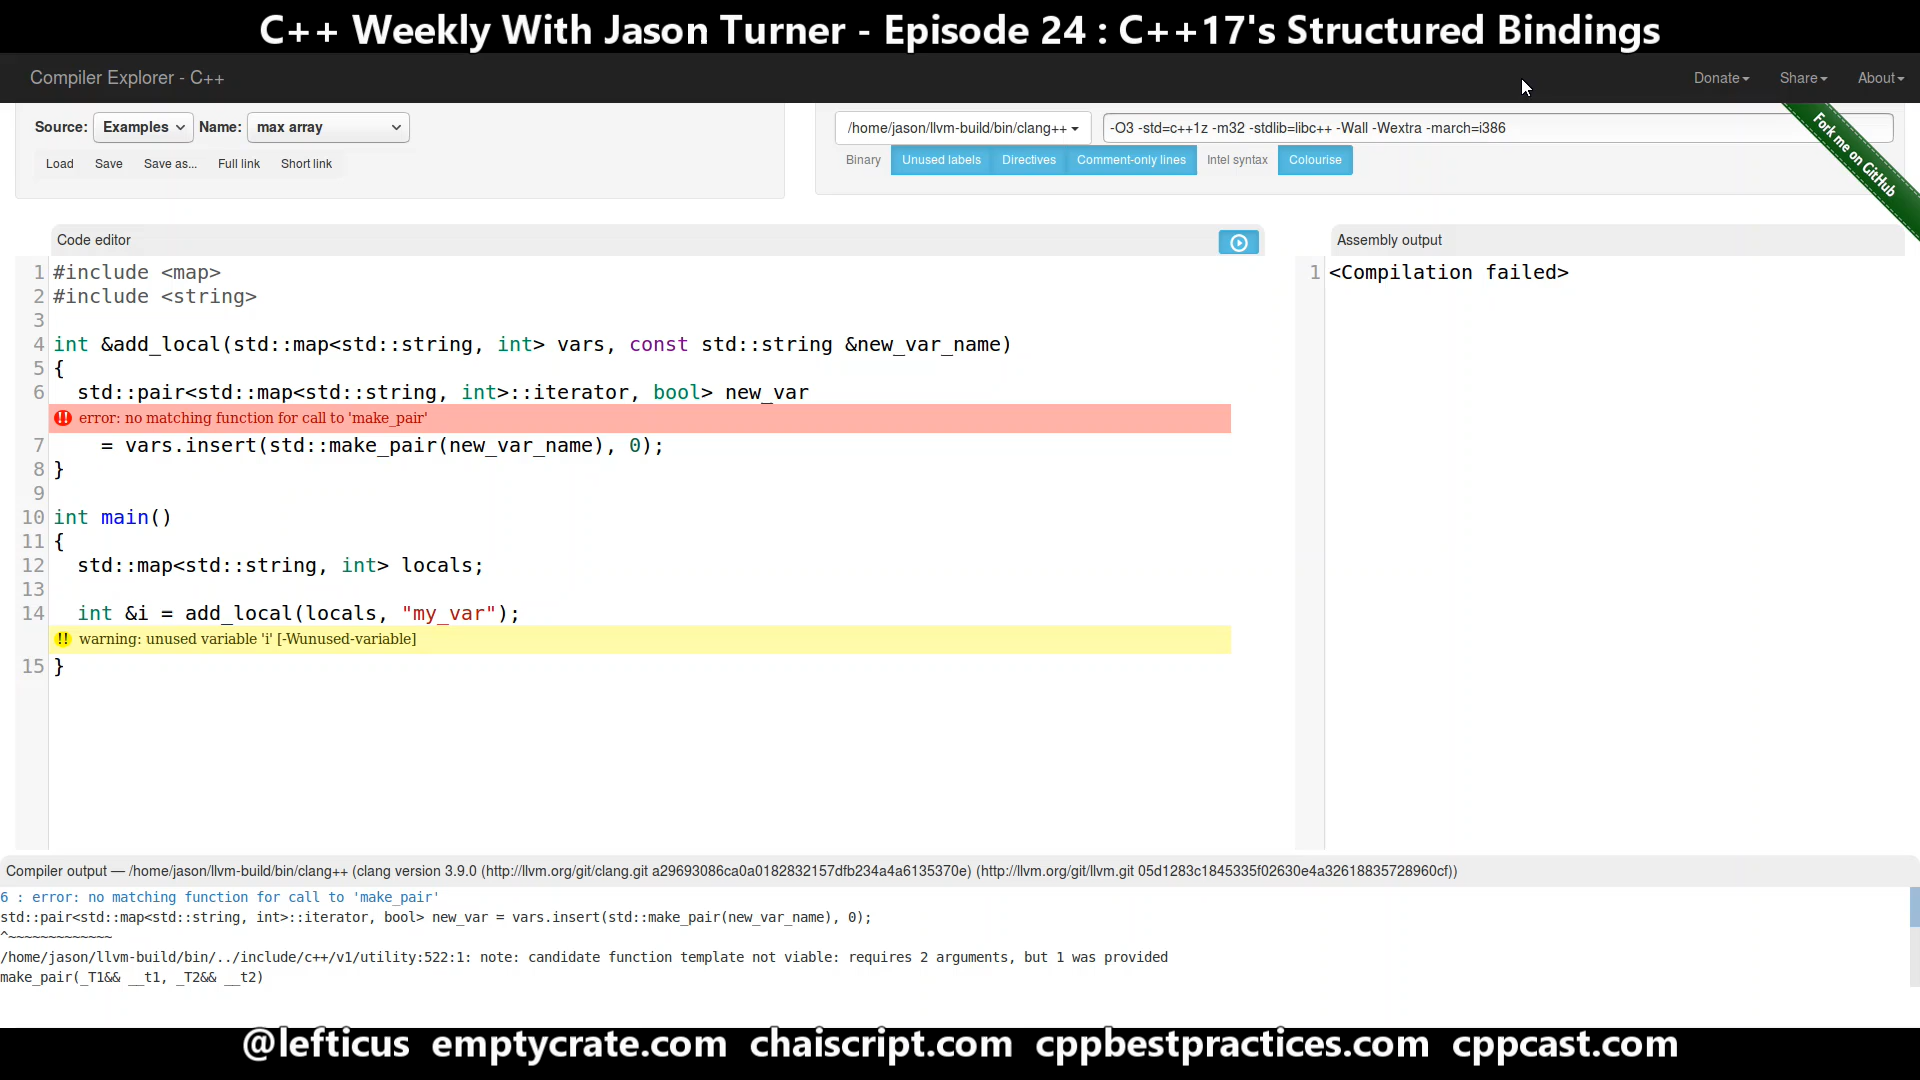 C++ Weekly With Jason Turner - Episode 24 : C++17's Structured Bindings
Compiler Explorer - C++ Donate Share About
Source: Examples Name: max array /home/jason/llvm-build/bin/clang++ -O3 -std=c++1z -m32 -stdlib=libc++ -Wall -Wextra -march=i386
Load Save Save as... Full link Short link Binary Unused labels Directives Comment-only lines Intel syntax Colourise
Fork me on GitHub
Code editor Assembly output
1 #include <map>
1 <Compilation failed>
2 #include <string>
3
4 int &add_local(std::map<std::string, int> vars, const std::string &new_var_name)
5 {
6   std::pair<std::map<std::string, int>::iterator, bool> new_var
!! error: no matching function for call to 'make_pair'
7     = vars.insert(std::make_pair(new_var_name), 0);
8 }
9
10 int main()
11 {
12   std::map<std::string, int> locals;
13
14   int &i = add_local(locals, "my_var");
!! warning: unused variable 'i' [-Wunused-variable]
15 }
Compiler output — /home/jason/llvm-build/bin/clang++ (clang version 3.9.0 (http://llvm.org/git/clang.git a29693086ca0a0182832157dfb234a4a6135370e) (http://llvm.org/git/llvm.git 05d1283c1845335f02630e4a32618835728960cf))
6 : error: no matching function for call to 'make_pair'
std::pair<std::map<std::string, int>::iterator, bool> new_var = vars.insert(std::make_pair(new_var_name), 0);
^~~~~~~~~~~~~~
/home/jason/llvm-build/bin/../include/c++/v1/utility:522:1: note: candidate function template not viable: requires 2 arguments, but 1 was provided
make_pair(_T1&& __t1, _T2&& __t2)
@lefticus emptycrate.com chaiscript.com cppbestpractices.com cppcast.com